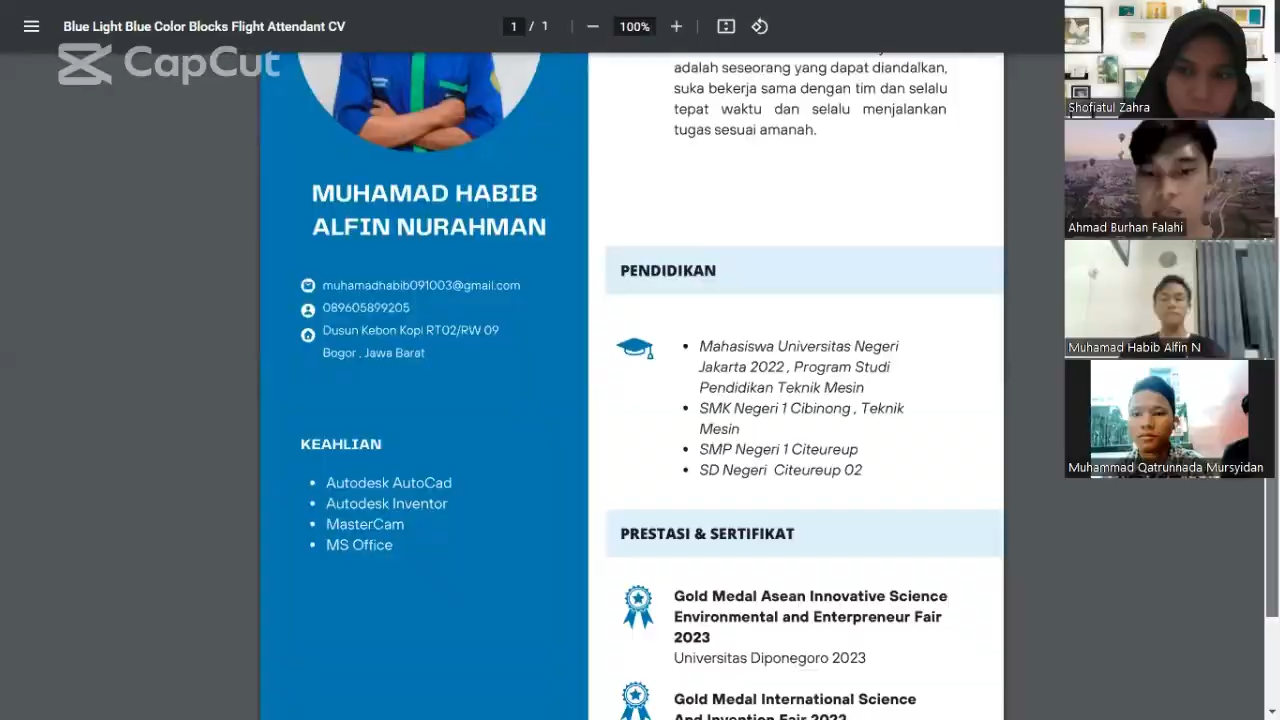 Blue Light Blue Color Blocks Flight Attendant CV
1 / 1
100%
CapCut
adalah seseorang yang dapat diandalkan,
suka bekerja sama dengan tim dan selalu
tepat waktu dan selalu menjalankan
tugas sesuai amanah.
MUHAMAD HABIB
ALFIN NURAHMAN
muhamadhabib091003@gmail.com
089605899205
Dusun Kebon Kopi RT02/RW 09
Bogor , Jawa Barat
KEAHLIAN
• Autodesk AutoCad
• Autodesk Inventor
• MasterCam
• MS Office
PENDIDIKAN
• Mahasiswa Universitas Negeri
Jakarta 2022 , Program Studi
Pendidikan Teknik Mesin
• SMK Negeri 1 Cibinong , Teknik
Mesin
• SMP Negeri 1 Citeureup
• SD Negeri Citeureup 02
PRESTASI & SERTIFIKAT
Gold Medal Asean Innovative Science
Environmental and Enterpreneur Fair
2023
Universitas Diponegoro 2023
Gold Medal International Science
And Invention Fair 2022
Shofiatul Zahra
Ahmad Burhan Falahi
Muhamad Habib Alfin N
Muhammad Qatrunnada Mursyidan